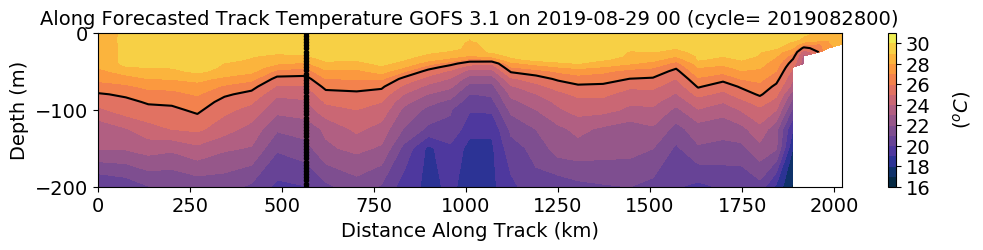 Along Forecasted Track Temperature GOFS 3.1 on 2019-08-29 00 (cycle= 2019082800)
Depth (m)
0
−100
−200
0 250 500 750 1000 1250 1500 1750 2000
Distance Along Track (km)
30
28
26
24
22
20
18
16
(°C)